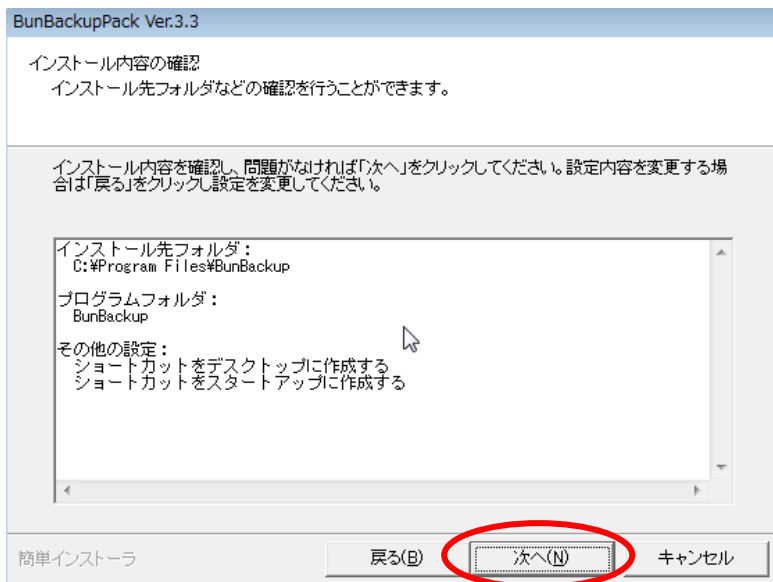 BunBackupPack Ver.3.3
インストール内容の確認
インストール先フォルダなどの確認を行うことができます。
インストール内容を確認し、問題がなければ「次へ」をクリックしてください。設定内容を変更する場
合は「戻る」をクリックし設定を変更してください。
インストール先フォルダ：
C:¥Program Files¥BunBackup
プログラムフォルダ：
BunBackup
その他の設定：
ショートカットをデスクトップに作成する
ショートカットをスタートアップに作成する
簡単インストーラ
戻る(B)
次へ(N)
キャンセル